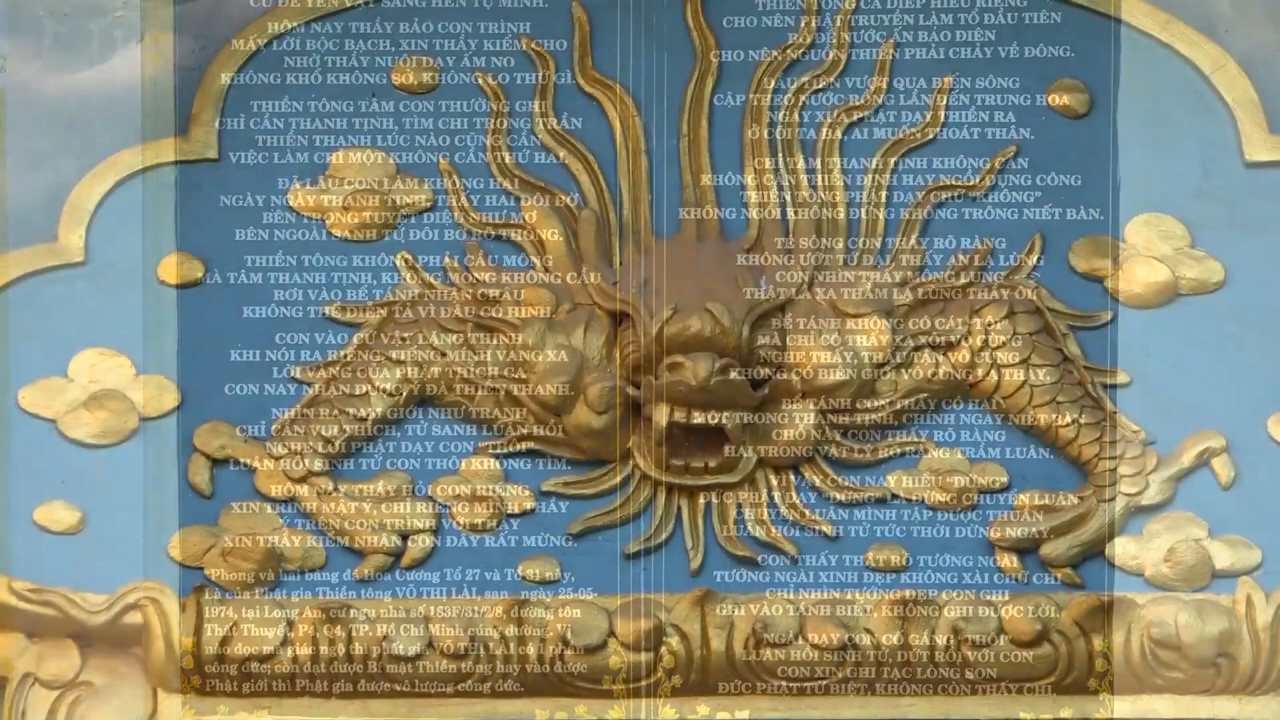 CÓ ĐỂ YÊN VẬY SÁNG HÈN TỰ MÌNH.
HÔM NAY THẦY BẢO CON TRÌNH
MẤY LỜI BỘC BẠCH, XIN THẦY KIỂM CHO
NHỜ THẦY NUÔI DẠY ẤM NO
KHÔNG KHỔ KHÔNG SỞ, KHÔNG LO THỨ GÌ.
THIỀN TÔNG TÂM CON THƯỜNG GHI
CHỈ CẦN THANH TỊNH, TÌM CHI TRONG TRẦN
THIỀN THANH LÚC NÀO CŨNG CẦN
VIỆC LÀM CHỈ MỘT KHÔNG CẦN THỨ HAI.
ĐÃ LÂU CON LÀM KHÔNG HAI
NGÀY NGÀY THANH TỊNH THẤY HAI ĐÔI BỜ
BÊN TRONG TUYỆT DIỆU NHƯ MƠ
BÊN NGOÀI SANH TỬ ĐÔI BỜ RÕ THÔNG.
THIỀN TÔNG KHÔNG PHẢI CẦU MONG
MÀ TÂM THANH TỊNH, KHÔNG MONG KHÔNG CẦU
RƠI VÀO BỂ TÁNH NHẬN CHÂU
KHÔNG THỂ DIỄN TẢ VÌ ĐÂU CÓ HÌNH.
CON VÀO CƯ VẬT LẶNG THINH
KHI NÓI RA RIỀNG, TIẾNG MÌNH VANG XA
LỜI VÀNG CỦA PHẬT THÍCH CA
CON NAY NHẬN ĐƯỢC Ý ĐÀ THIỀN THANH.
NHÌN RA TAM GIỚI NHƯ TRANH
CHỈ CẦN VUI THÍCH, TỬ SANH LUÂN HỒI
NGHE LỜI PHẬT DẠY CON "THÔI"
LUÂN HỒI SINH TỬ CON THÔI KHÔNG TÌM.
HÔM NAY THẦY HỎI CON RIÊNG
XIN TRÌNH MẬT Ý, CHỈ RIÊNG MÌNH THẦY
Ý TRÊN CON TRÌNH VỚI THẦY
XIN THẦY KIỂM NHẬN CON ĐÂY RẤT MỪNG.
Phong và hai bảng đá Hoa Cương Tổ 27 và Tổ 31 này,
Là của Phật gia Thiền tông VÕ THỊ LÀI, san ngày 25-05-
1974, tại Long An, cư ngụ nhà số 183F/31/2/8, đường tôn
Thất Thuyết, P4, Q4, TP. Hồ Chí Minh cúng dường. Vị
nào đọc mà giác ngộ thì phật gia VÕ THỊ LÀI có 1 phần
công đức; còn đạt được Bí mật Thiền tông hay vào được
Phật giới thì Phật gia được vô lượng công đức.
THIỀN TÔNG CA DIẾP HIỂU RIÊNG
CHO NÊN PHẬT TRUYỀN LÀM TỔ ĐẦU TIÊN
BỒ ĐỀ NƯỚC ẤN BẢO ĐIÊN
CHO NÊN NGUỒN THIỀN PHẢI CHẢY VỀ ĐÔNG.
ĐẦU TIÊN VƯỢT QUA BIỂN SÔNG
CẬP THEO NƯỚC RỒNG LẦN ĐẾN TRUNG HOA
NGÀY XƯA PHẬT DẠY THIỀN RA
Ở CÕI TA BÀ, AI MUỐN THOÁT THÂN.
CHỈ TÂM THANH TỊNH KHÔNG CẦN
KHÔNG CẦN DIỄN HAY NGỒI DỤNG CÔNG
THIỀN TÔNG PHẬT DẠY CHỮ "KHÔNG"
KHÔNG NGỒI KHÔNG ĐỨNG KHÔNG TRÔNG NIẾT BÀN.
TẺ SÔNG CON THẤY RÕ RÀNG
KHÔNG ƯỚT TỨ ĐẠI, THẤY AN LẠ LÙNG
CON NHÌN THẤY MÔNG LUNG
THẬT LÀ XA THẲM LẠ LÙNG THẦY ÔI!
BỂ TÁNH KHÔNG CÓ CÁI "TÔI"
MÀ CHỈ CÓ THẤY XA XÔI VÔ CÙNG
NGHE THẤY, THẤU TẬN VÔ CÙNG
KHÔNG CÓ BIÊN GIỚI VÔ CÙNG LẠ THAY.
BỂ TÁNH CON THẤY CÓ HAI
MỘT TRONG THANH TỊNH, CHÍNH NGAY NIẾT BÀN
CHỖ NÀY CON THẤY RÕ RÀNG
HAI TRONG VẬT LÝ RÕ RÀNG TRẦM LUÂN.
VÌ VẬY CON NAY HIỂU "DỪNG"
ĐỨC PHẬT DẠY "DỪNG" LÀ DỪNG CHUYỂN LUÂN
CHUYỂN LUÂN MÌNH TẬP ĐƯỢC THUẦN
LUÂN HỒI SINH TỬ TỨC THỜI DỪNG NGAY.
CON THẤY THẬT RÕ TƯỚNG NGÀI
TƯỚNG NGÀI XINH ĐẸP KHÔNG XÀI CHỮ CHI
CHỈ NHÌN TƯỚNG ĐẸP CON GHI
GHI VÀO TÁNH BIẾT, KHÔNG GHI ĐƯỢC LỜI.
NGÀI DẠY CON CỐ GẮNG "THÔI"
LUÂN HỒI SINH TỬ, DỨT RỒI VỚI CON
CON XIN GHI TẠC LÒNG SON
ĐỨC PHẬT TỪ BIỆT, KHÔNG CÒN THẤY CHI.